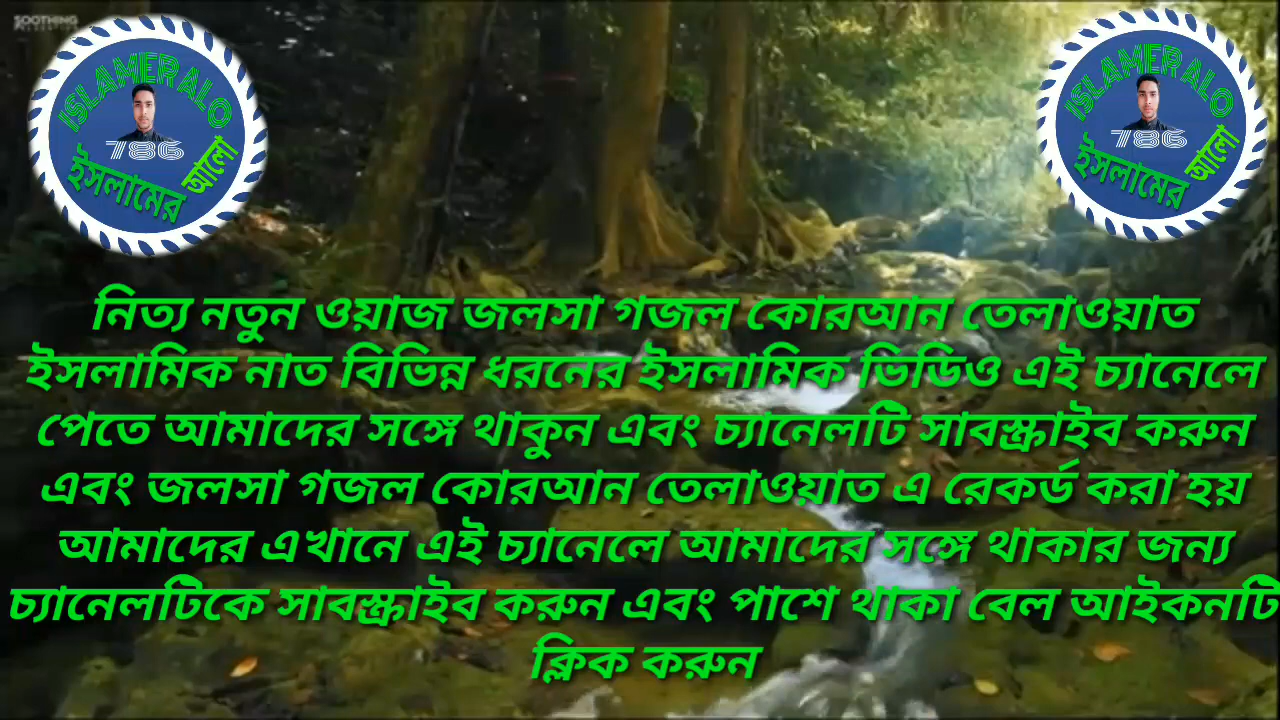 SOOTHING
ISLAMER ALO
786
ইসলামের আলো
ISLAMER ALO
786
ইসলামের আলো
নিত্য নতুন ওয়াজ জলসা গজল কোরআন তেলাওয়াত
ইসলামিক নাত বিভিন্ন ধরনের ইসলামিক ভিডিও এই চ্যানেলে
পেতে আমাদের সঙ্গে থাকুন এবং চ্যানেলটি সাবস্ক্রাইব করুন
এবং জলসা গজল কোরআন তেলাওয়াত এ রেকর্ড করা হয়
আমাদের এখানে এই চ্যানেলে আমাদের সঙ্গে থাকার জন্য
চ্যানেলটিকে সাবস্ক্রাইব করুন এবং পাশে থাকা বেল আইকনটি
ক্লিক করুন